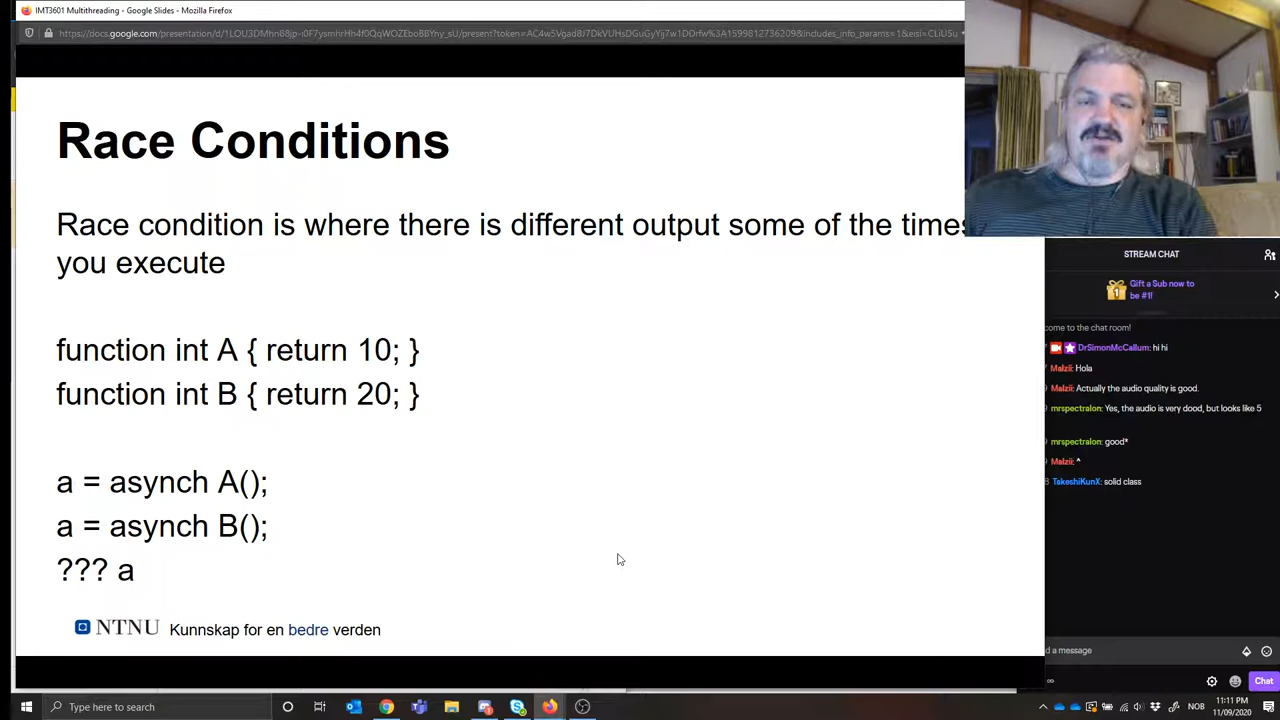 IMT3601 Multithreading - Google Slides - Mozilla Firefox
Race Conditions
Race condition is where there is different output some of the times
you execute
function int A { return 10; }
function int B { return 20; }
a = asynch A();
a = asynch B();
??? a
NTNU Kunnskap for en bedre verden
STREAM CHAT
Gift a Sub now to
be #1!
come to the chat room!
DrSimonMcCallum: hi hi
Malzii: Hola
Malzii: Actually the audio quality is good.
mrspectralon: Yes, the audio is very dood, but looks like 5
mrspectralon: good*
Malzii: ^
TakeshiKunX: solid class
d a message
Chat
Type here to search
NOB
11:11 PM
11/09/2020